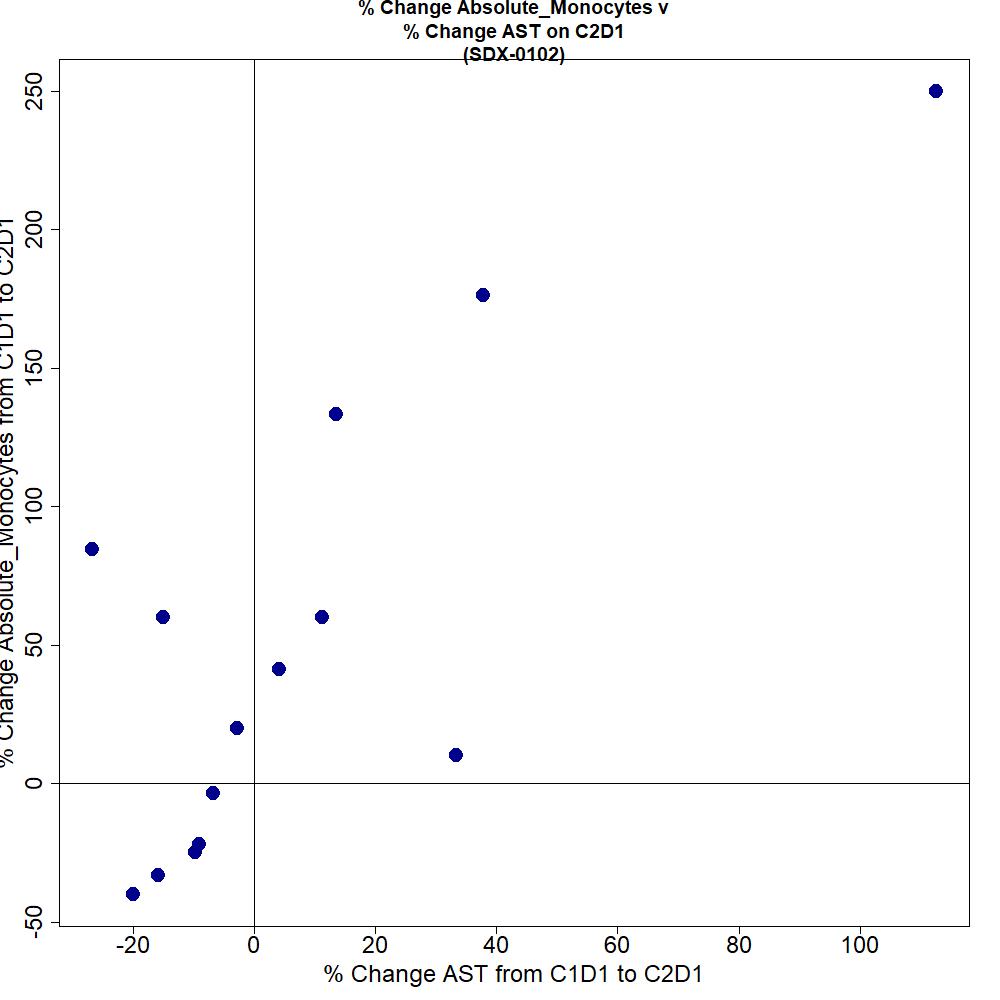 % Change Absolute_Monocytes v
% Change AST on C2D1
(SDX-0102)
% Change Absolute_Monocytes from C1D1 to C2D1
250
200
150
100
50
0
-50
-20
0
20
40
60
80
100
% Change AST from C1D1 to C2D1